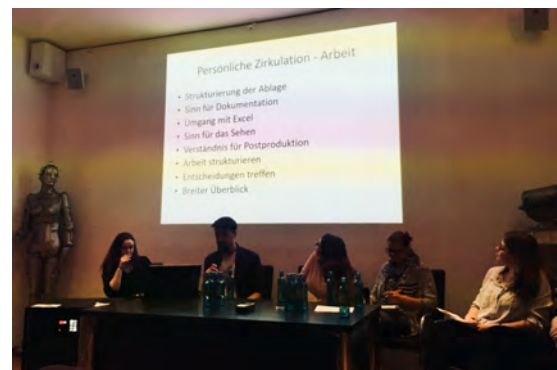 Persönliche Zirkulation - Arbeit
• Strukturierung der Ablage
• Sinn für Dokumentation
• Umgang mit Excel
• Sinn für das Sehen
• Verständnis für Postproduktion
• Arbeit strukturieren
• Entscheidungen treffen
• Breiter Überblick